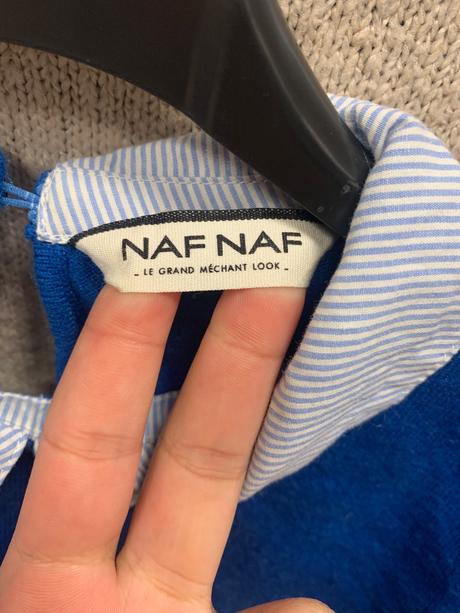 NAF NAF
- LE GRAND MÉCHANT LOOK -